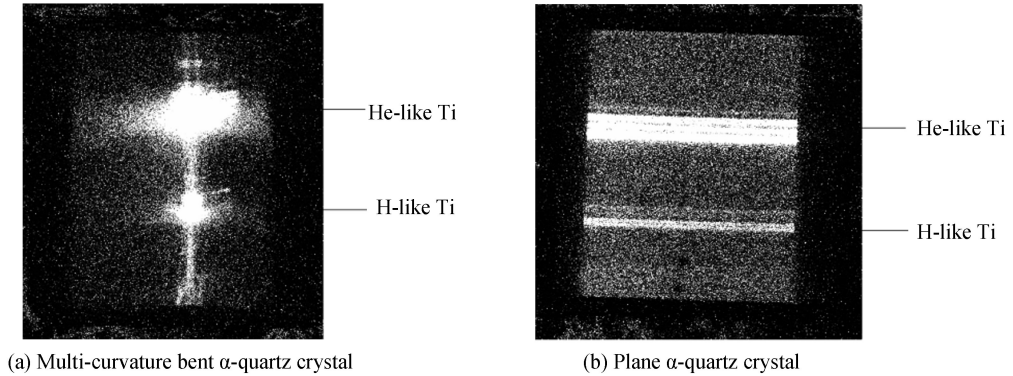 He-like Ti
H-like Ti
He-like Ti
H-like Ti
(a) Multi-curvature bent α-quartz crystal
(b) Plane α-quartz crystal